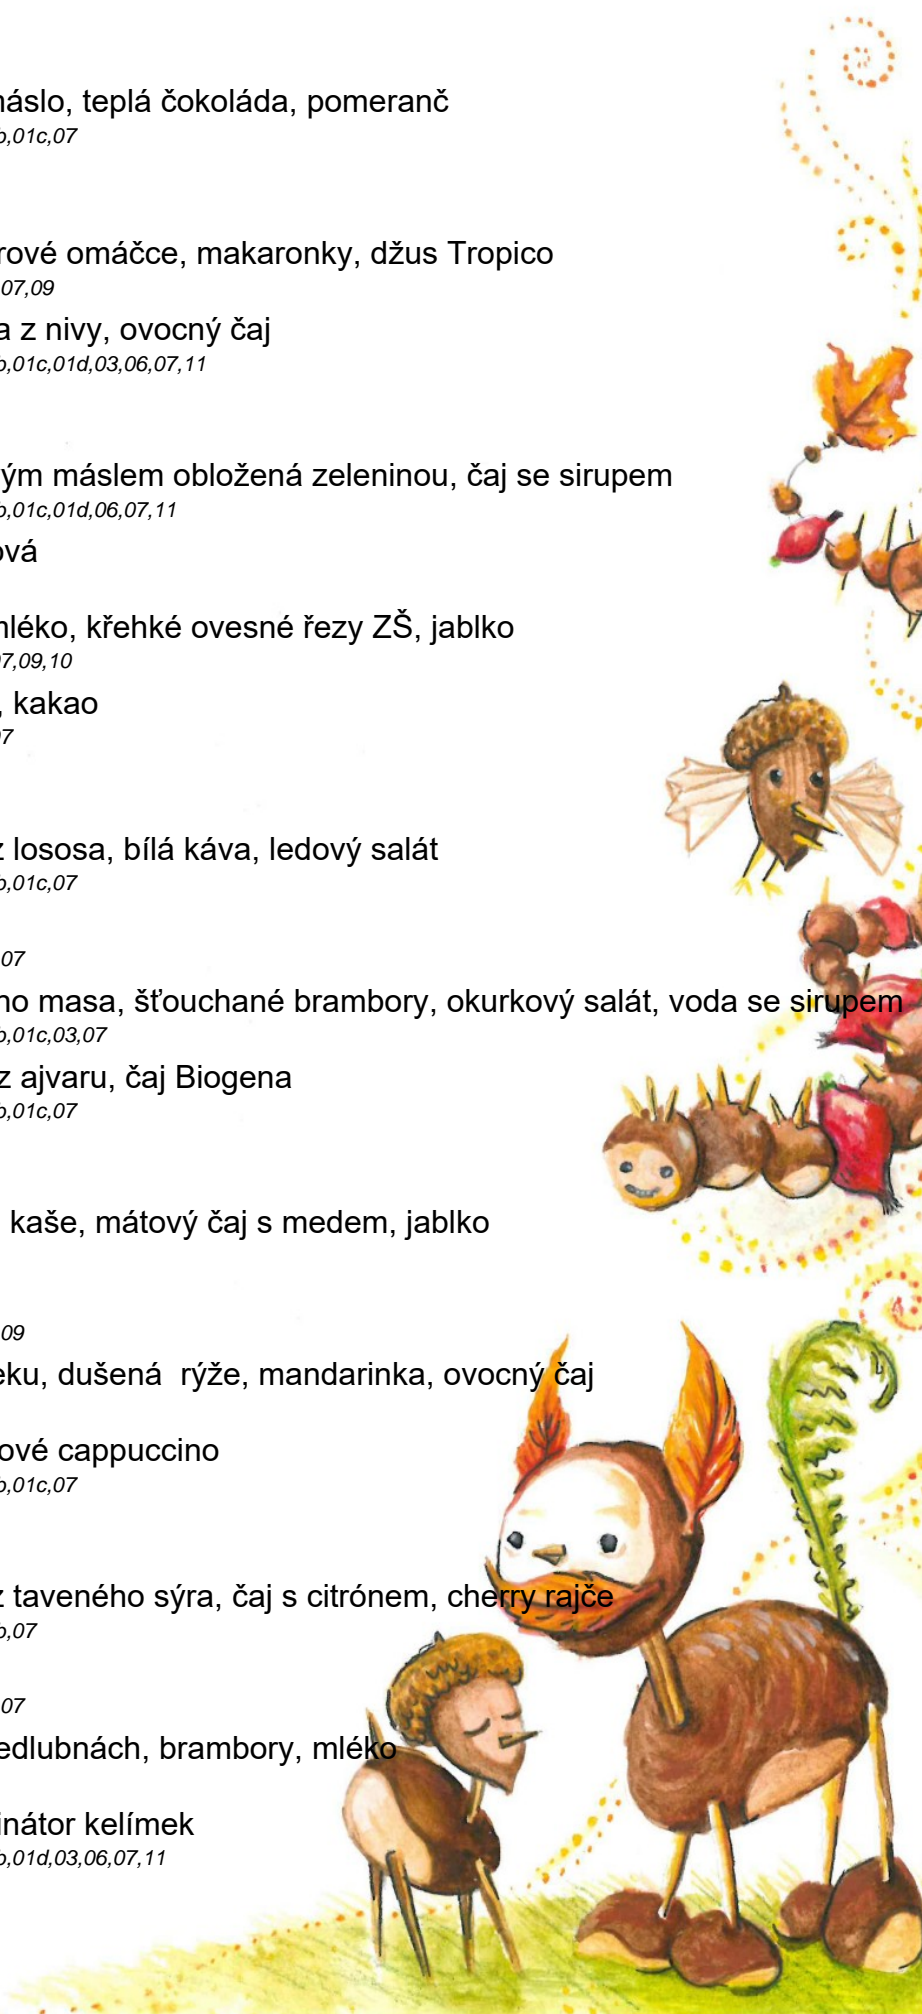 náslo, teplá čokoláda, pomeranč
b,01c,07
rové omáčce, makaronky, džus Tropico
07,09
a z nivy, ovocný čaj
b,01c,01d,03,06,07,11
ým máslem obložená zeleninou, čaj se sirupem
b,01c,01d,06,07,11
ová
mléko, křehké ovesné řezy ZŠ, jablko
07,09,10
, kakao
07
z lososa, bílá káva, ledový salát
b,01c,07
07
ho masa, šťouchané brambory, okurkový salát, voda se sirupem
b,01c,03,07
z ajvaru, čaj Biogena
b,01c,07
kaše, mátový čaj s medem, jablko
09
eku, dušená  rýže, mandarinka, ovocný čaj
ové cappuccino
b,01c,07
z taveného sýra, čaj s citrónem, cherry rajče
b,07
07
edlubnách, brambory, mléko
inátor kelímek
b,01d,03,06,07,11